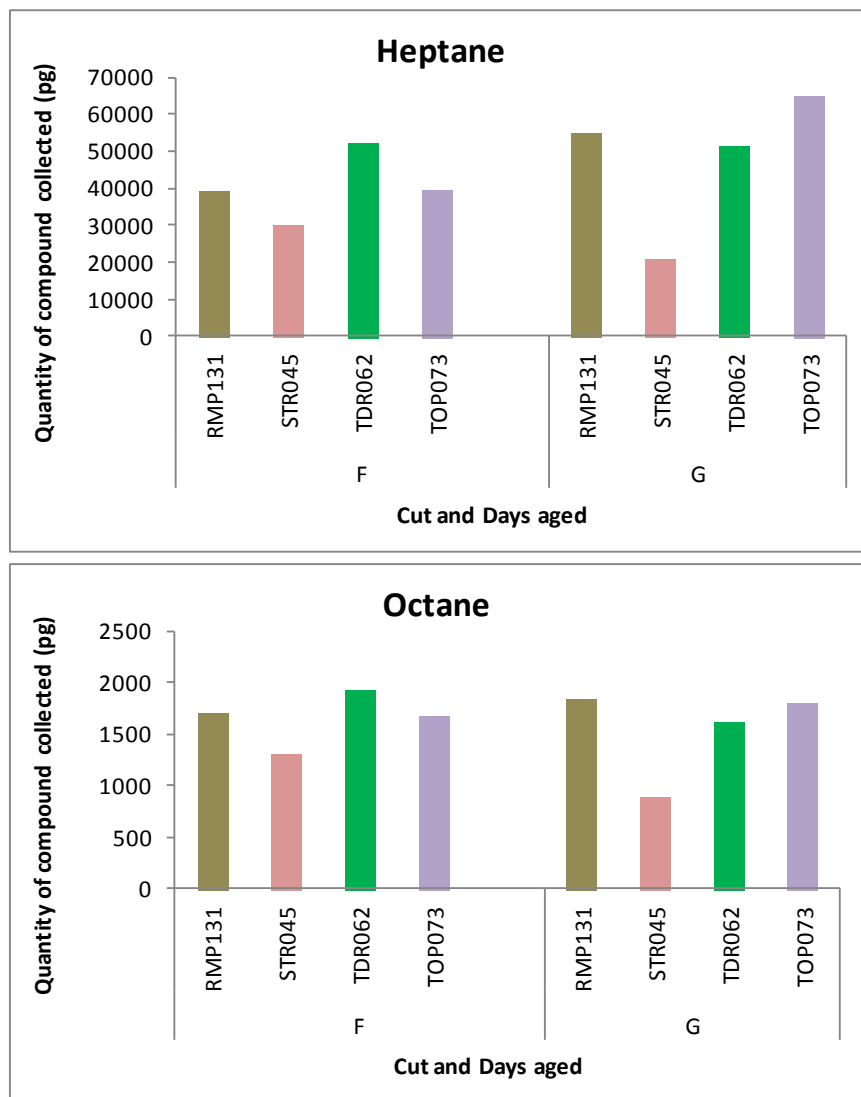 Heptane
Quantity of compound collected (pg)
70000
60000
50000
40000
30000
20000
10000
0
RMP131
STR045
TDR062
TOP073
RMP131
STR045
TDR062
TOP073
F
G
Cut and Days aged
Octane
Quantity of compound collected (pg)
2500
2000
1500
1000
500
0
RMP131
STR045
TDR062
TOP073
RMP131
STR045
TDR062
TOP073
F
G
Cut and Days aged